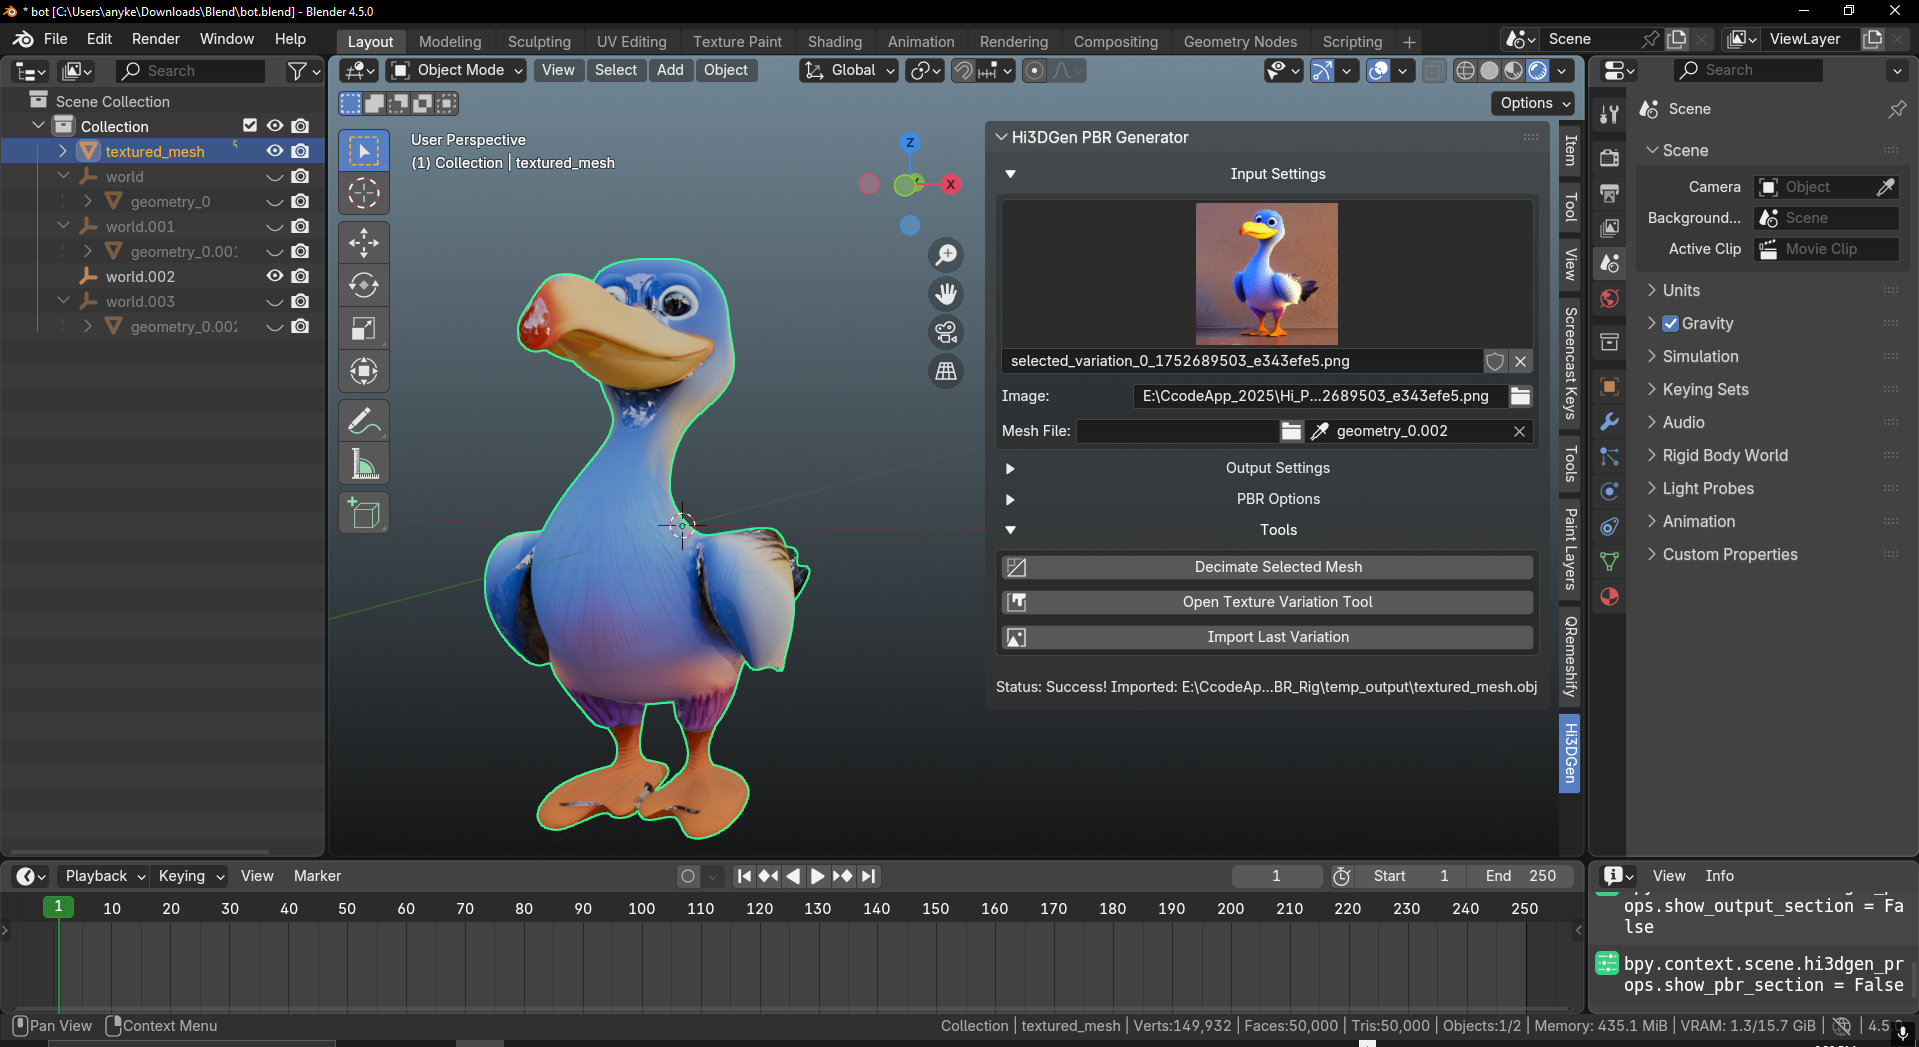 * bot [C:\Users\anyke\Downloads\Blend\bot.blend] - Blender 4.5.0
File Edit Render Window Help
Layout Modeling Sculpting UV Editing Texture Paint Shading Animation Rendering Compositing Geometry Nodes Scripting
Scene
ViewLayer
Search
Object Mode View Select Add Object
Global
Search
Options
Scene Collection
Collection
textured_mesh
world
geometry_0
world.001
geometry_0.00
world.002
world.003
geometry_0.00
User Perspective
(1) Collection | textured_mesh
Z
X
Hi3DGen PBR Generator
Input Settings
selected_variation_0_1752689503_e343efe5.png
Image: E:\CcodeApp_2025\Hi_P...2689503_e343efe5.png
Mesh File: geometry_0.002
Output Settings
PBR Options
Tools
Decimate Selected Mesh
Open Texture Variation Tool
Import Last Variation
Status: Success! Imported: E:\CcodeAp...BR_Rig\temp_output\textured_mesh.obj
Item
Tool
View
Screencast Keys
Tools
Paint Layers
QRemeshify
Hi3DGen
Scene
Scene
Camera Object
Background... Scene
Active Clip Movie Clip
Units
Gravity
Simulation
Keying Sets
Audio
Rigid Body World
Light Probes
Animation
Custom Properties
Playback Keying View Marker
1 Start 1 End 250
1 10 20 30 40 50 60 70 80 90 100 110 120 130 140 150 160 170 180 190 200 210 220 230 240 250
View Info
ops.show_output_section = Fa
lse
bpy.context.scene.hi3dgen_pr
ops.show_pbr_section = False
Pan View Context Menu
Collection | textured_mesh | Verts:149,932 | Faces:50,000 | Tris:50,000 | Objects:1/2 | Memory: 435.1 MiB | VRAM: 1.3/15.7 GiB | 4.5.